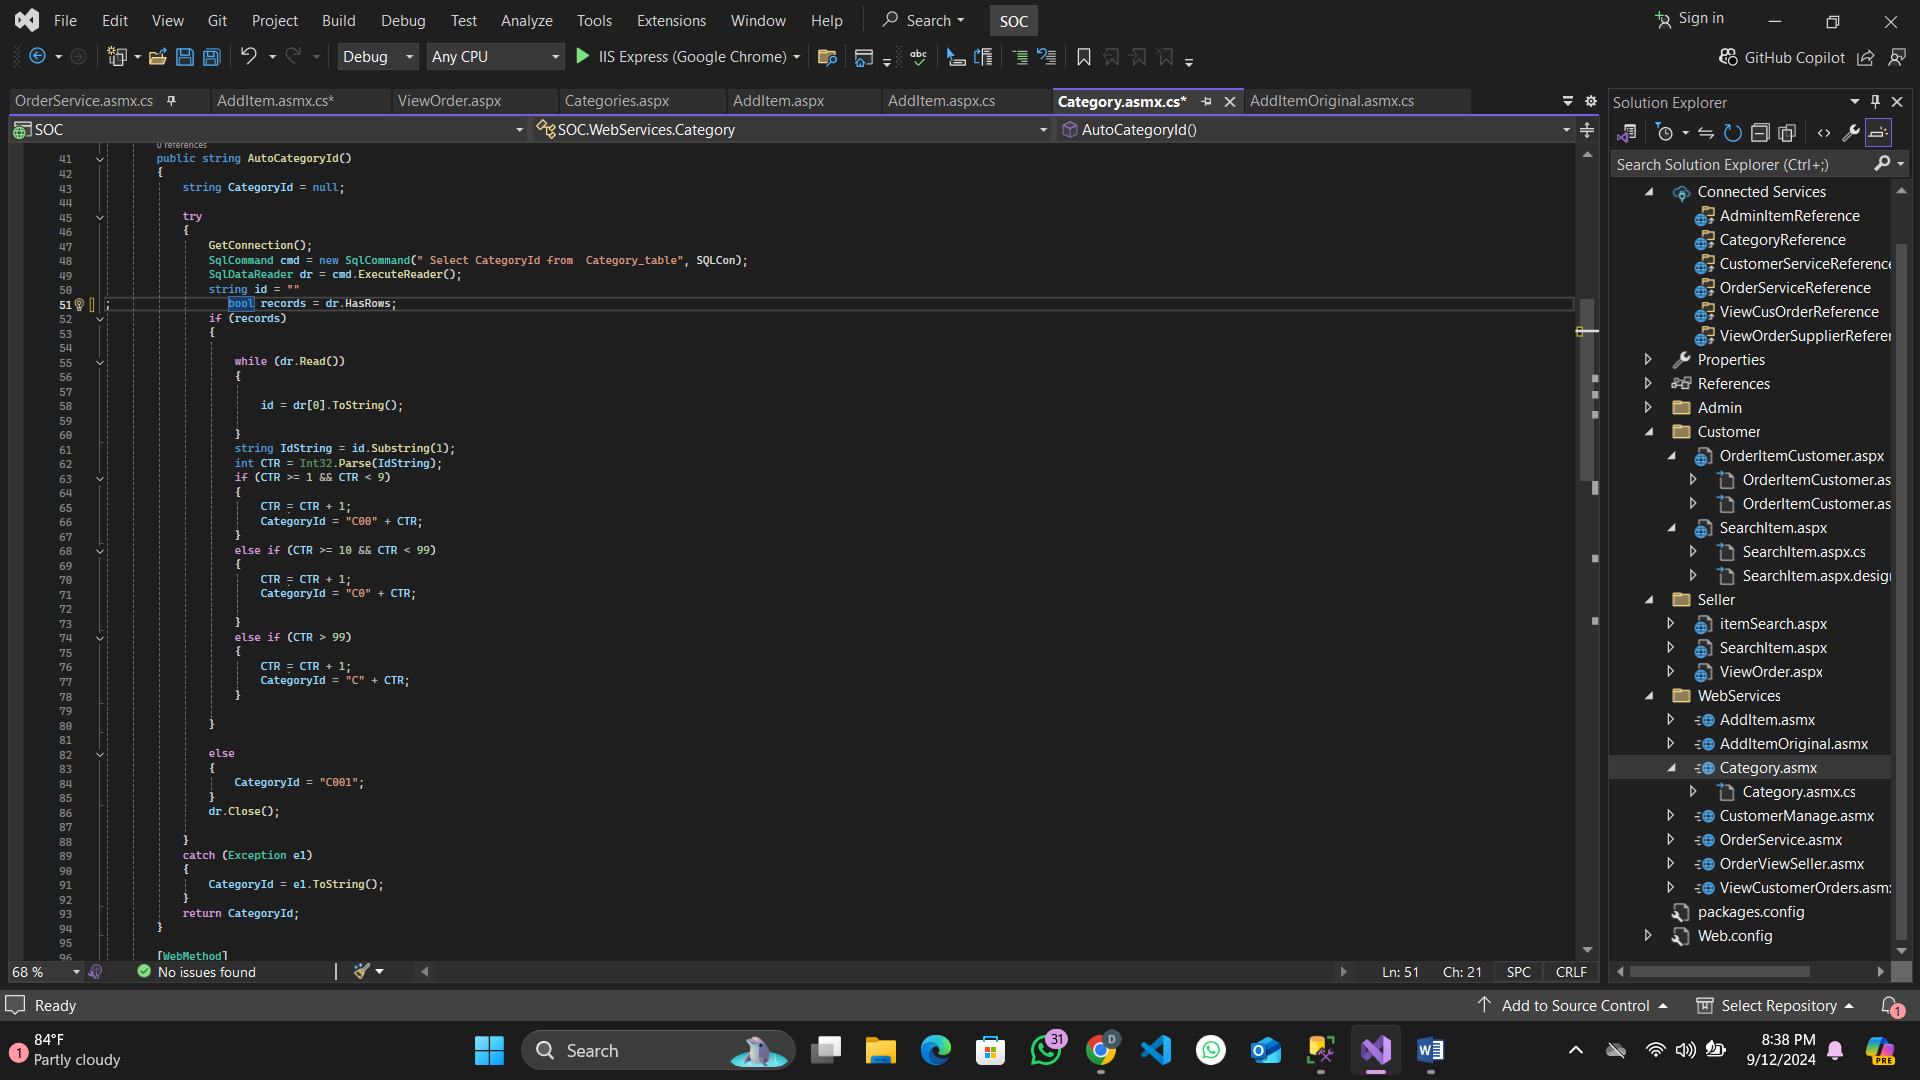 File Edit View Git Project Build Debug Test Analyze Tools Extensions Window Help Search SOC Sign in
Debug Any CPU IIS Express (Google Chrome) abc GitHub Copilot
OrderService.asmx.cs AddItem.asmx.cs* ViewOrder.aspx Categories.aspx AddItem.aspx AddItem.aspx.cs Category.asmx.cs* AddItemOriginal.asmx.cs
SOC SOC.WebServices.Category AutoCategoryId()
0 references
41 public string AutoCategoryId()
42 {
43 string CategoryId = null;
44
45 try
46 {
47 GetConnection();
48 SqlCommand cmd = new SqlCommand(" Select CategoryId from  Category_table", SQLCon);
49 SqlDataReader dr = cmd.ExecuteReader();
50 string id = ""
51 ; bool records = dr.HasRows;
52 if (records)
53 {
54
55 while (dr.Read())
56 {
57
58 id = dr[0].ToString();
59
60 }
61 string IdString = id.Substring(1);
62 int CTR = Int32.Parse(IdString);
63 if (CTR >= 1 && CTR < 9)
64 {
65 CTR = CTR + 1;
66 CategoryId = "C00" + CTR;
67 }
68 else if (CTR >= 10 && CTR < 99)
69 {
70 CTR = CTR + 1;
71 CategoryId = "C0" + CTR;
72
73 }
74 else if (CTR > 99)
75 {
76 CTR = CTR + 1;
77 CategoryId = "C" + CTR;
78 }
79
80 }
81
82 else
83 {
84 CategoryId = "C001";
85 }
86 dr.Close();
87
88 }
89 catch (Exception e1)
90 {
91 CategoryId = e1.ToString();
92 }
93 return CategoryId;
94 }
95
96 [WebMethod]
68 % No issues found Ln: 51 Ch: 21 SPC CRLF
Solution Explorer
Search Solution Explorer (Ctrl+;)
Connected Services
AdminItemReference
CategoryReference
CustomerServiceReference
OrderServiceReference
ViewCusOrderReference
ViewOrderSupplierRefere
Properties
References
Admin
Customer
OrderItemCustomer.aspx
OrderItemCustomer.as
OrderItemCustomer.as
SearchItem.aspx
SearchItem.aspx.cs
SearchItem.aspx.desig
Seller
itemSearch.aspx
SearchItem.aspx
ViewOrder.aspx
WebServices
AddItem.asmx
AddItemOriginal.asmx
Category.asmx
Category.asmx.cs
CustomerManage.asmx
OrderService.asmx
OrderViewSeller.asmx
ViewCustomerOrders.asm
packages.config
Web.config
Ready Add to Source Control Select Repository 1
1 84°F
Partly cloudy
Search 31 D
8:38 PM
9/12/2024
PRE